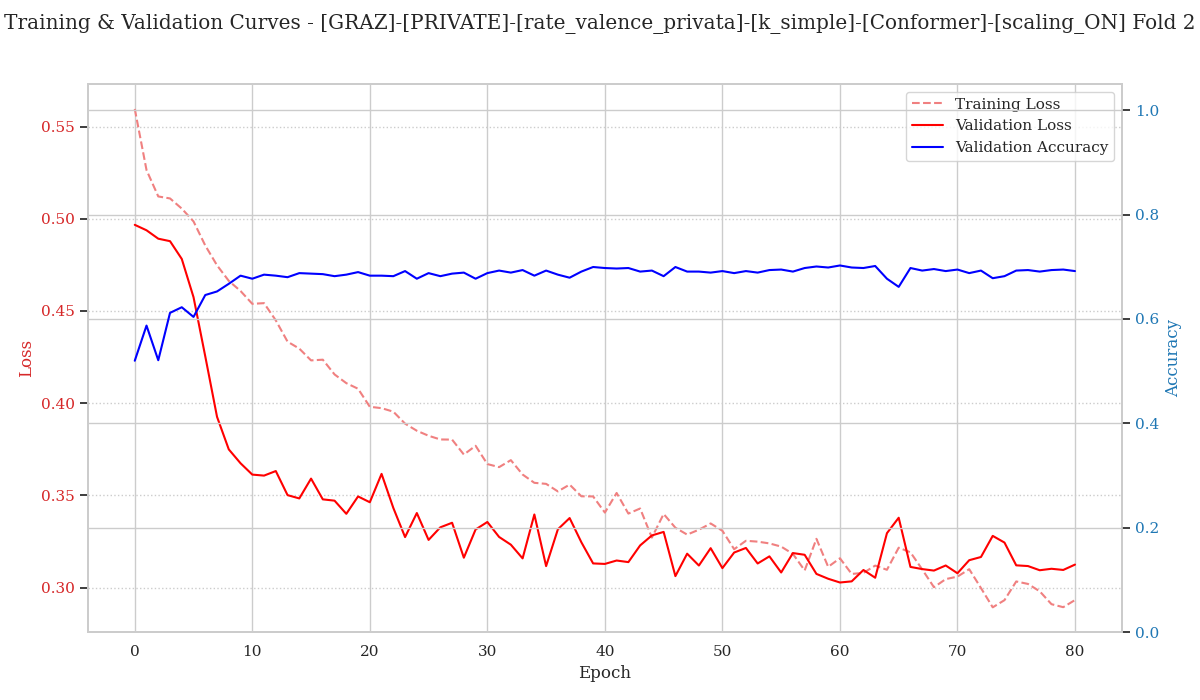 Training & Validation Curves - [GRAZ]-[PRIVATE]-[rate_valence_privata]-[k_simple]-[Conformer]-[scaling_ON] Fold 2
Training Loss
Validation Loss
Validation Accuracy
0.55
0.50
0.45
0.40
0.35
0.30
Loss
1.0
0.8
0.6
0.4
0.2
0.0
Accuracy
0 10 20 30 40 50 60 70 80
Epoch